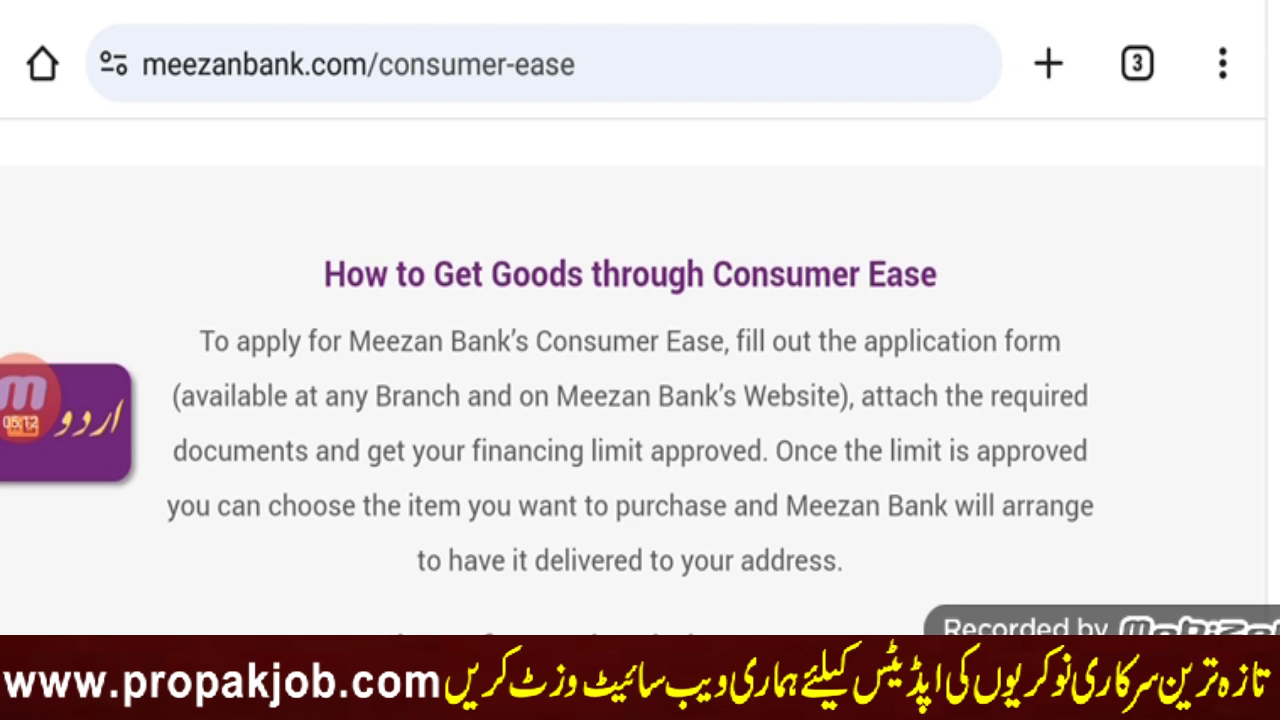 meezanbank.com/consumer-ease
3
How to Get Goods through Consumer Ease
To apply for Meezan Bank's Consumer Ease, fill out the application form
(available at any Branch and on Meezan Bank's Website), attach the required
documents and get your financing limit approved. Once the limit is approved
you can choose the item you want to purchase and Meezan Bank will arrange
to have it delivered to your address.
اردو
05:12
Recorded by
تازہ ترین سرکاری نوکریوں کی اپڈیٹس کیلئے ہماری ویب سائیٹ وزٹ کریں www.propakjob.com